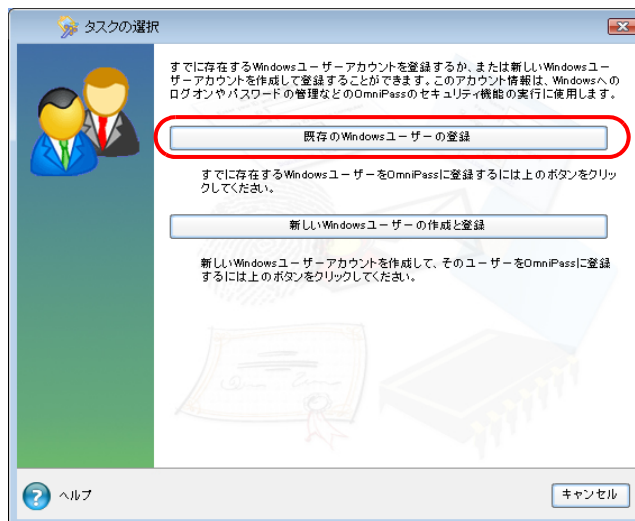 タスクの選択
すでに存在するWindowsユーザーアカウントを登録するか、または新しいWindowsユー
ザーアカウントを作成して登録することができます。このアカウント情報は、Windowsへの
ログオンやパスワードの管理などのOmniPassのセキュリティ機能の実行に使用します。
既存のWindowsユーザーの登録
すでに存在するWindowsユーザーをOmniPassに登録するには上のボタンをクリッ
クしてください。
新しいWindowsユーザーの作成と登録
新しいWindowsユーザーアカウントを作成して、そのユーザーをOmniPassに登録
するには上のボタンをクリックしてください。
ヘルプ
キャンセル